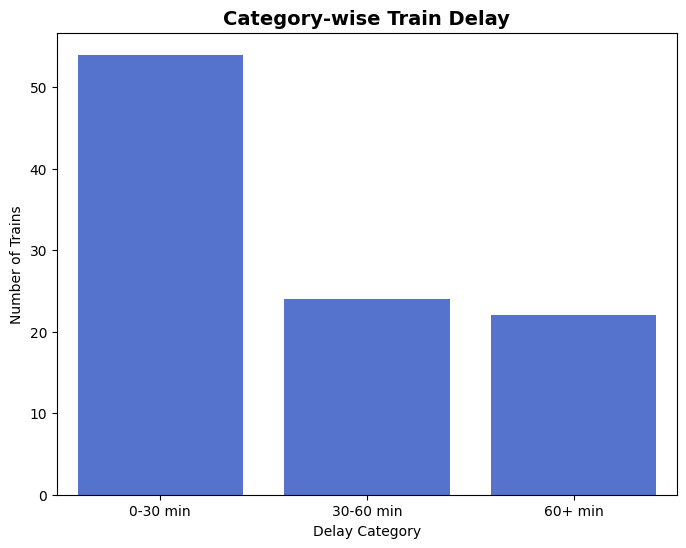 Category-wise Train Delay
Number of Trains
50
40
30
20
10
0
0-30 min
30-60 min
60+ min
Delay Category